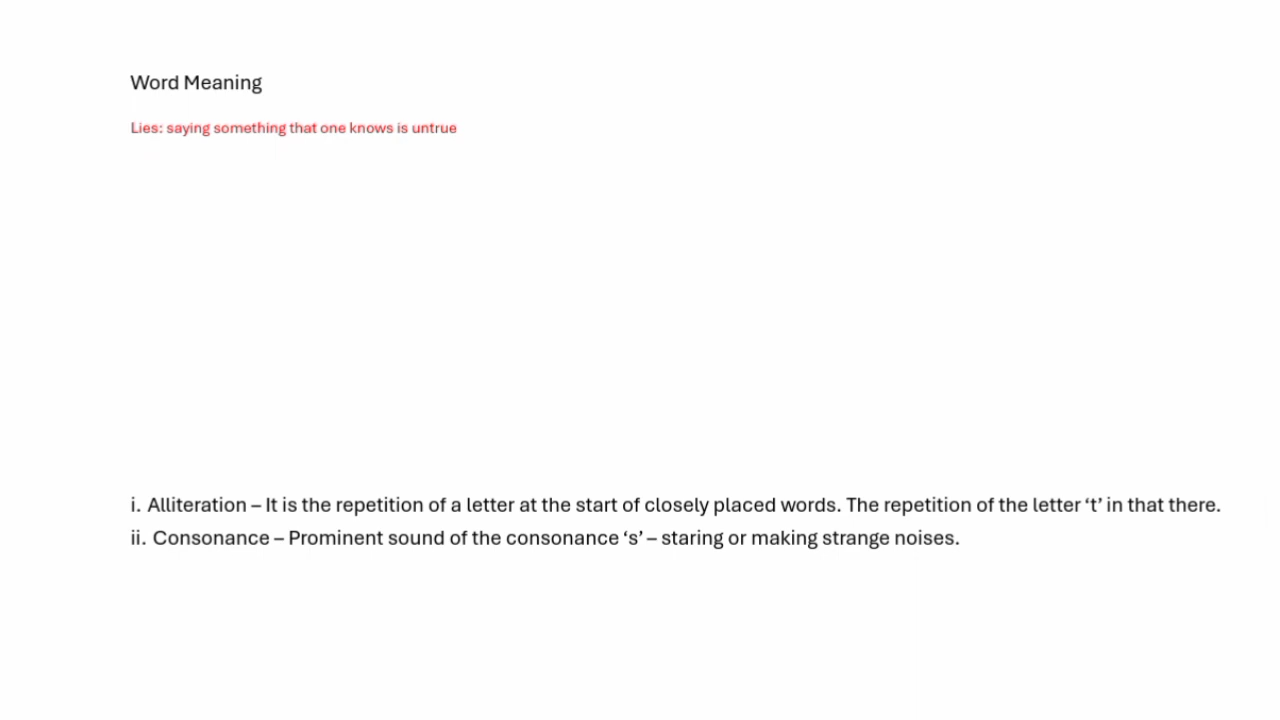 Word Meaning
Lies: saying something that one knows is untrue
i. Alliteration – It is the repetition of a letter at the start of closely placed words. The repetition of the letter ‘t’ in that there.
ii. Consonance – Prominent sound of the consonance ‘s’ – staring or making strange noises.